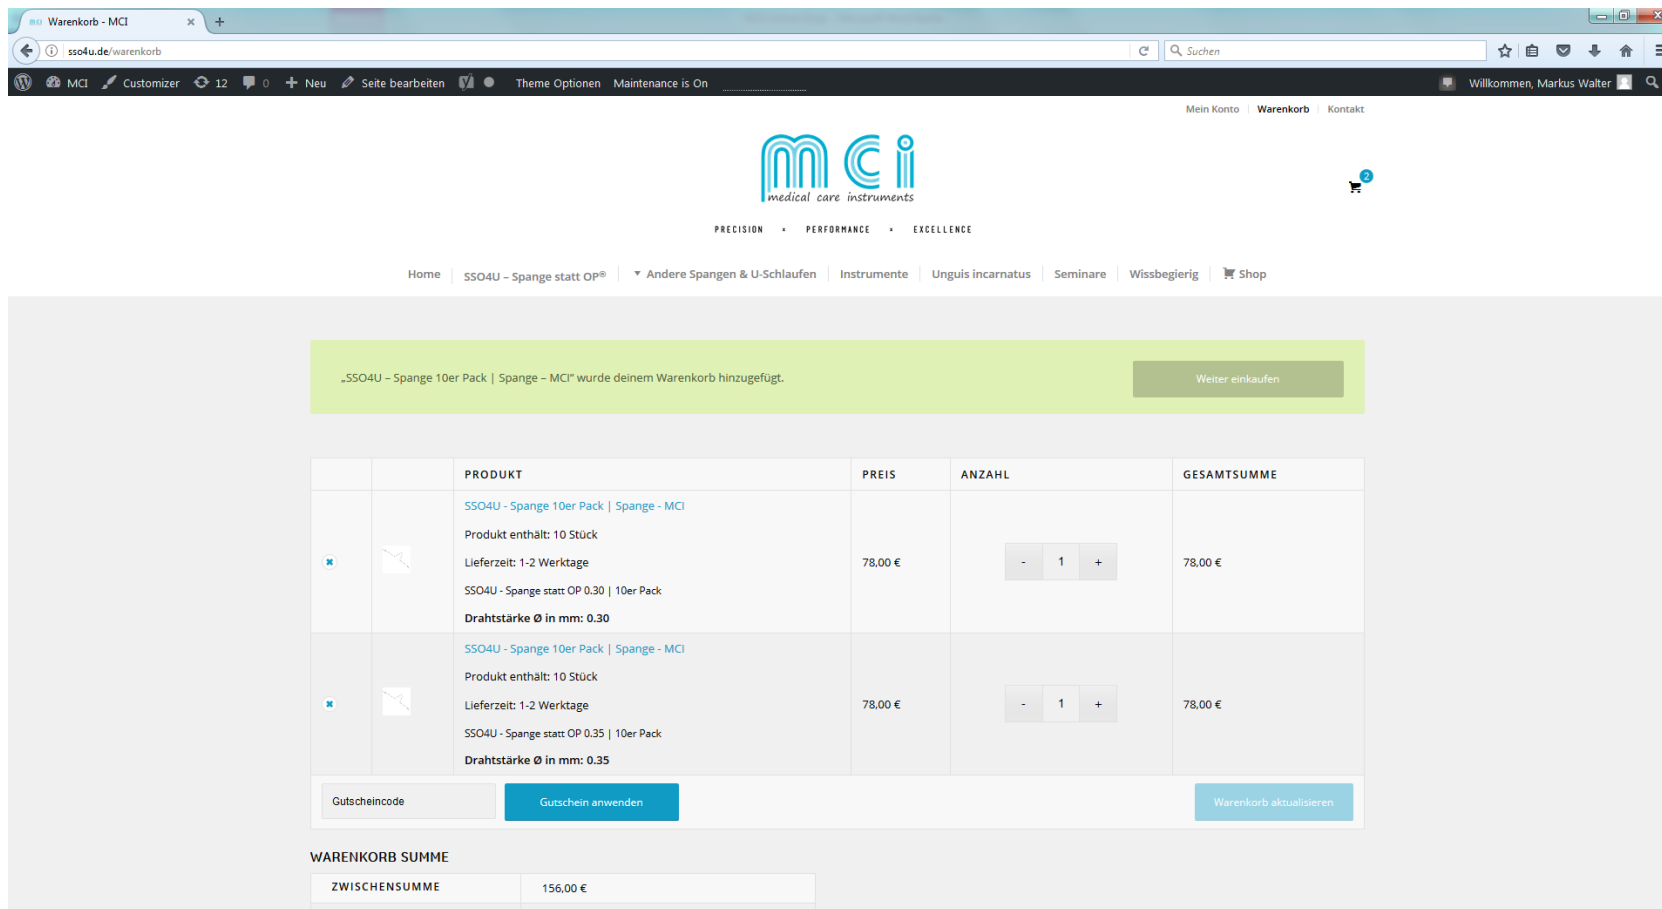 Warenkorb - MCI
sso4u.de/warenkorb
Suchen
MCI Customizer 12 0 Neu Seite bearbeiten Theme Optionen Maintenance is On Willkommen, Markus Walter
Mein Konto Warenkorb Kontakt
mci
medical care instruments
2
PRECISION × PERFORMANCE × EXCELLENCE
Home SSO4U – Spange statt OP® Andere Spangen & U-Schlaufen Instrumente Unguis incarnatus Seminare Wissbegierig Shop
„SSO4U – Spange 10er Pack | Spange – MCI“ wurde deinem Warenkorb hinzugefügt. Weiter einkaufen
PRODUKT PREIS ANZAHL GESAMTSUMME
SSO4U - Spange 10er Pack | Spange - MCI
Produkt enthält: 10 Stück
Lieferzeit: 1-2 Werktage 78,00 € - 1 + 78,00 €
SSO4U - Spange statt OP 0.30 | 10er Pack
Drahtstärke Ø in mm: 0.30
SSO4U - Spange 10er Pack | Spange - MCI
Produkt enthält: 10 Stück
Lieferzeit: 1-2 Werktage 78,00 € - 1 + 78,00 €
SSO4U - Spange statt OP 0.35 | 10er Pack
Drahtstärke Ø in mm: 0.35
Gutscheincode Gutschein anwenden Warenkorb aktualisieren
WARENKORB SUMME
ZWISCHENSUMME 156,00 €